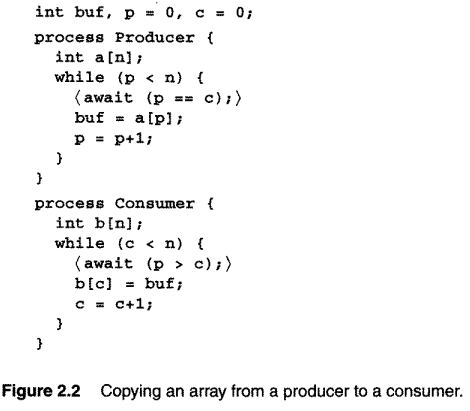 int buf, p = 0, c = 0;
process Producer {
int a[n];
while (p < n) {
⟨await (p == c);⟩
buf = a[p];
p = p+1;
}
}
process Consumer {
int b[n];
while (c < n) {
⟨await (p > c);⟩
b[c] = buf;
c = c+1;
}
}
Figure 2.2 Copying an array from a producer to a consumer.